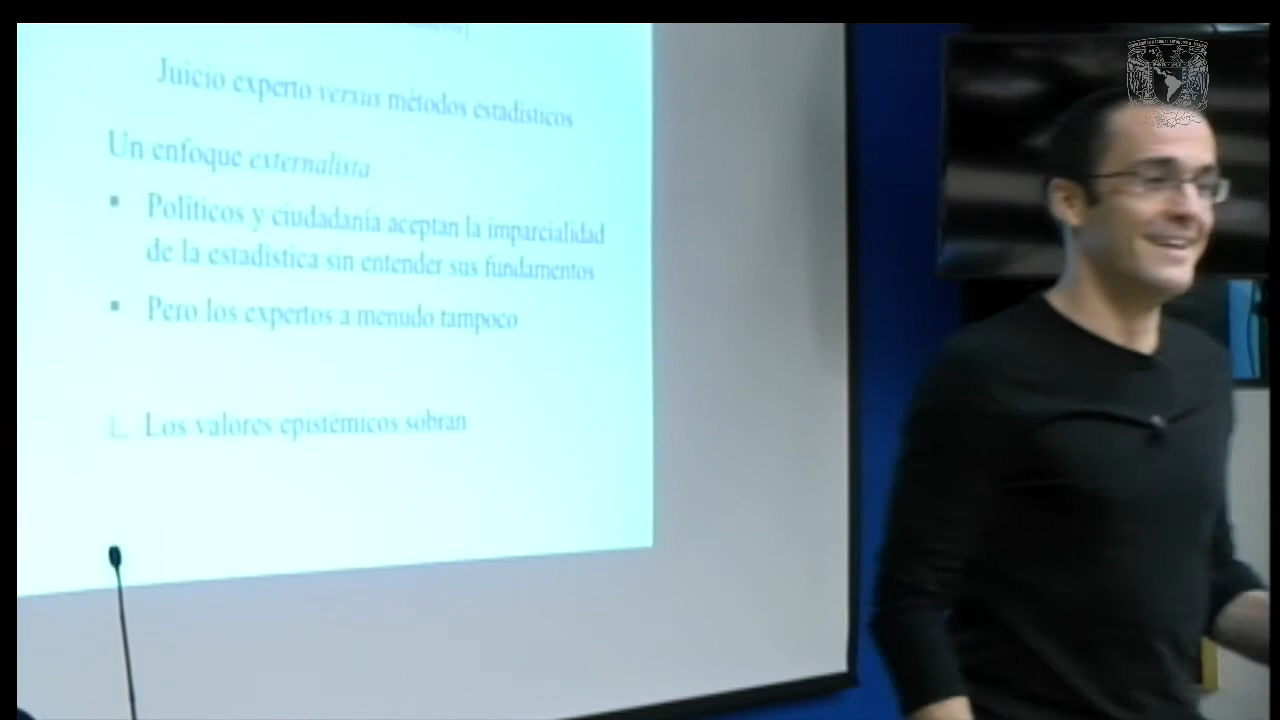 Juicio experto versus métodos estadísticos
Un enfoque externalista
▪ Políticos y ciudadanía aceptan la imparcialidad
de la estadística sin entender sus fundamentos
▪ Pero los expertos a menudo tampoco
Los valores epistémicos sobran